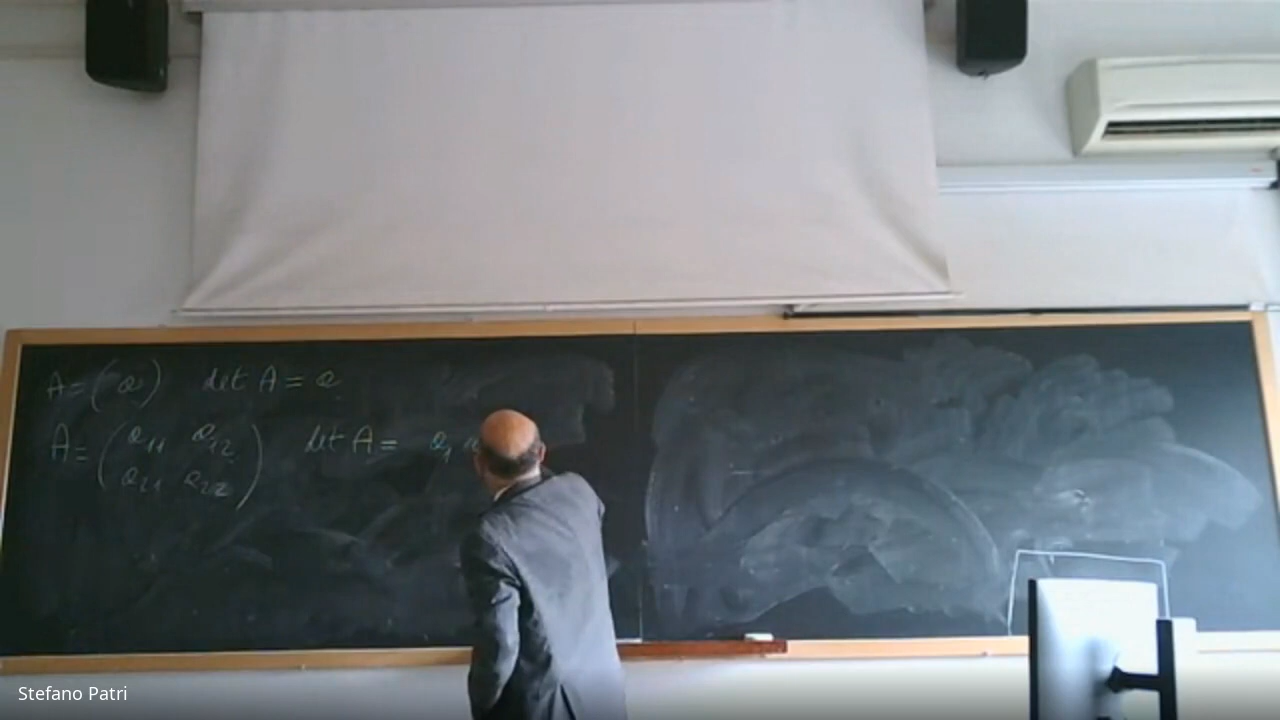 A = (a) det A = a
A = (a11 a12 det A = a1
a21 a22)
Stefano Patri